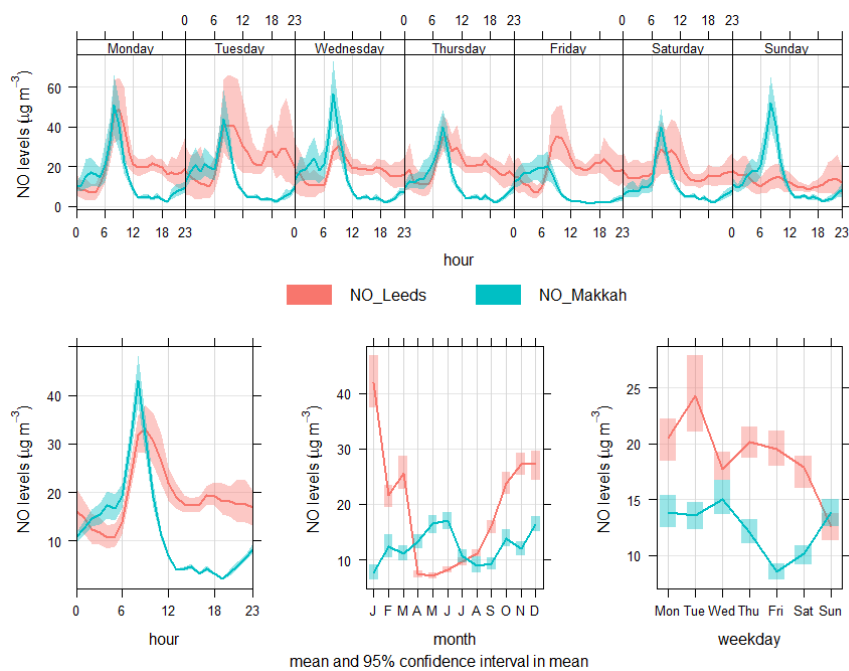 0 6 12 18 23 0 6 12 18 23 0 6 12 18 23
Monday Tuesday Wednesday Thursday Friday Saturday Sunday
NO levels (µg m⁻³)
60
40
20
0
0 6 12 18 23 0 6 12 18 23 0 6 12 18 23 0 6 12 18 23
hour
NO_Leeds NO_Makkah
NO levels (µg m⁻³)
40
30
20
10
0 6 12 18 23
hour
NO levels (µg m⁻³)
40
30
20
10
J F M A M J J A S O N D
month
NO levels (µg m⁻³)
25
20
15
10
Mon Tue Wed Thu Fri Sat Sun
weekday
mean and 95% confidence interval in mean